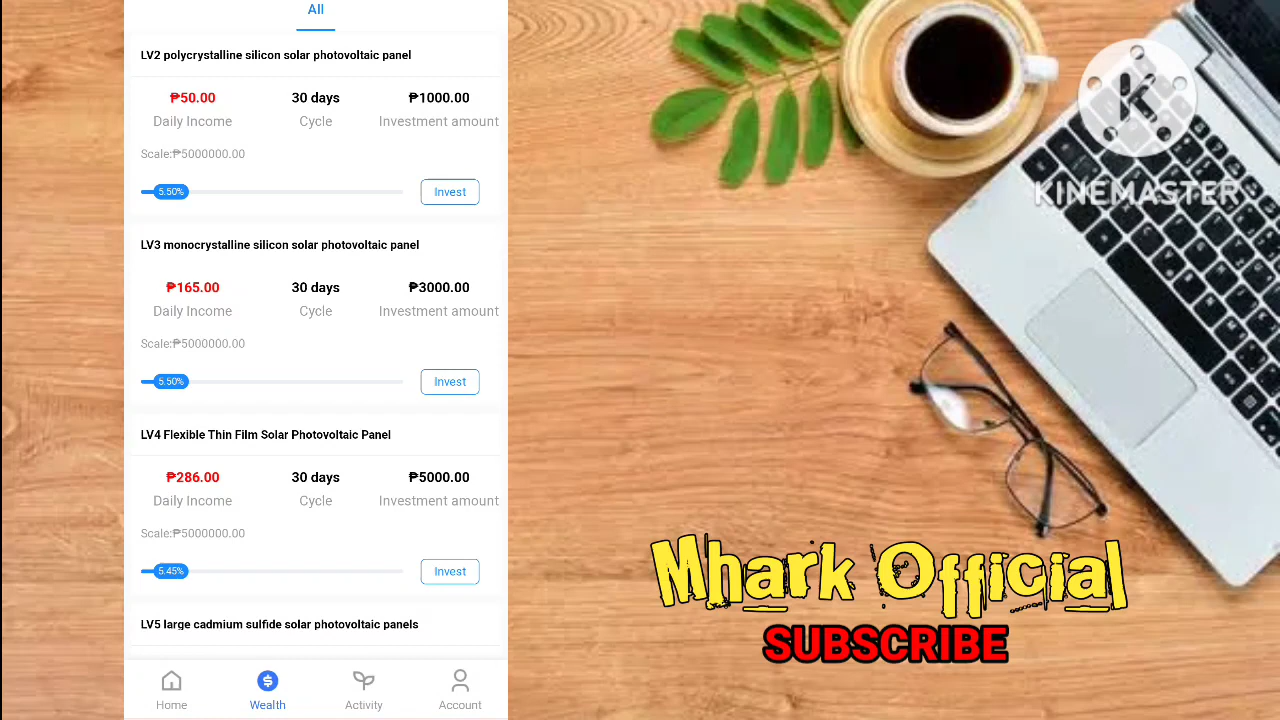 All
LV2 polycrystalline silicon solar photovoltaic panel
₱50.00 30 days ₱1000.00
Daily Income Cycle Investment amount
Scale:₱5000000.00
5.50% Invest
LV3 monocrystalline silicon solar photovoltaic panel
₱165.00 30 days ₱3000.00
Daily Income Cycle Investment amount
Scale:₱5000000.00
5.50% Invest
LV4 Flexible Thin Film Solar Photovoltaic Panel
₱286.00 30 days ₱5000.00
Daily Income Cycle Investment amount
Scale:₱5000000.00
5.45% Invest
LV5 large cadmium sulfide solar photovoltaic panels
Home Wealth Activity Account
KINEMASTER
Mhark Official
SUBSCRIBE